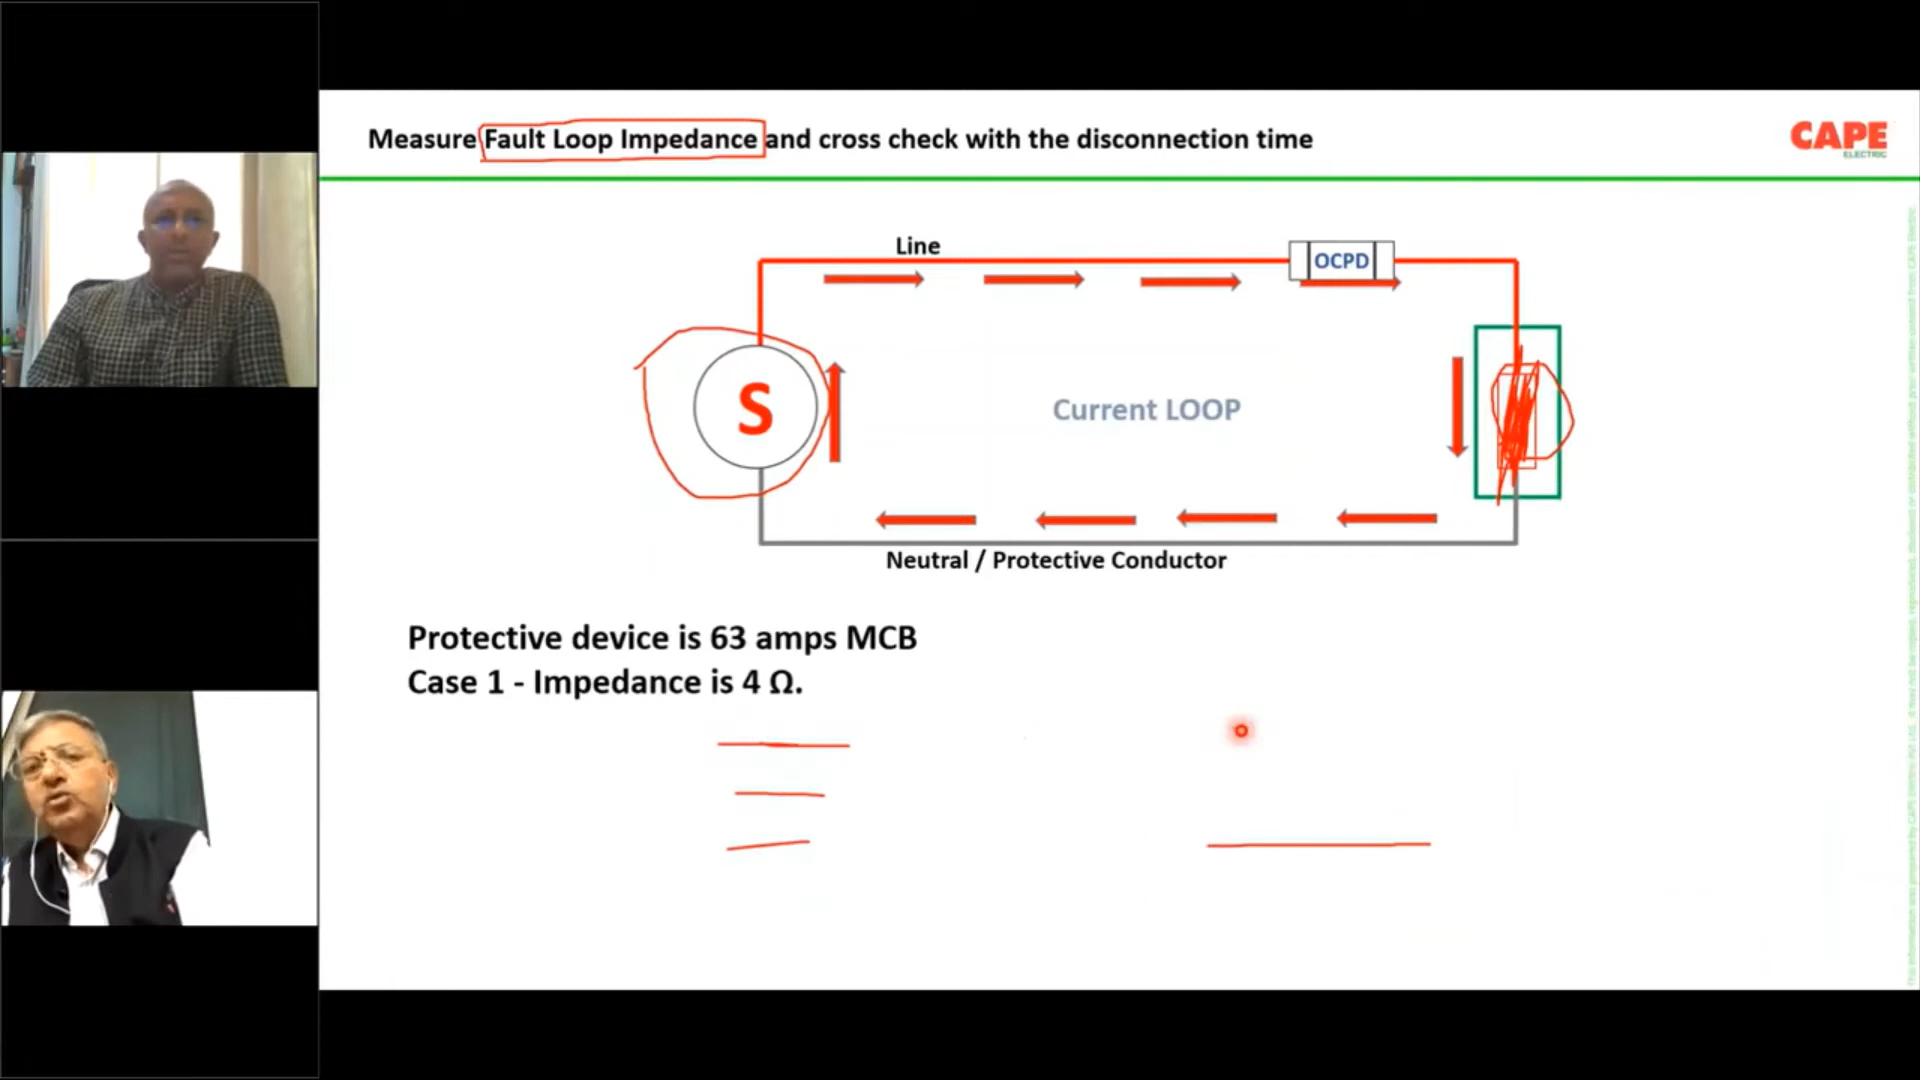 Measure Fault Loop Impedance and cross check with the disconnection time
CAPE
ELECTRIC
Line
OCPD
S
Current LOOP
Neutral / Protective Conductor
Protective device is 63 amps MCB
Case 1 - Impedance is 4 Ω.